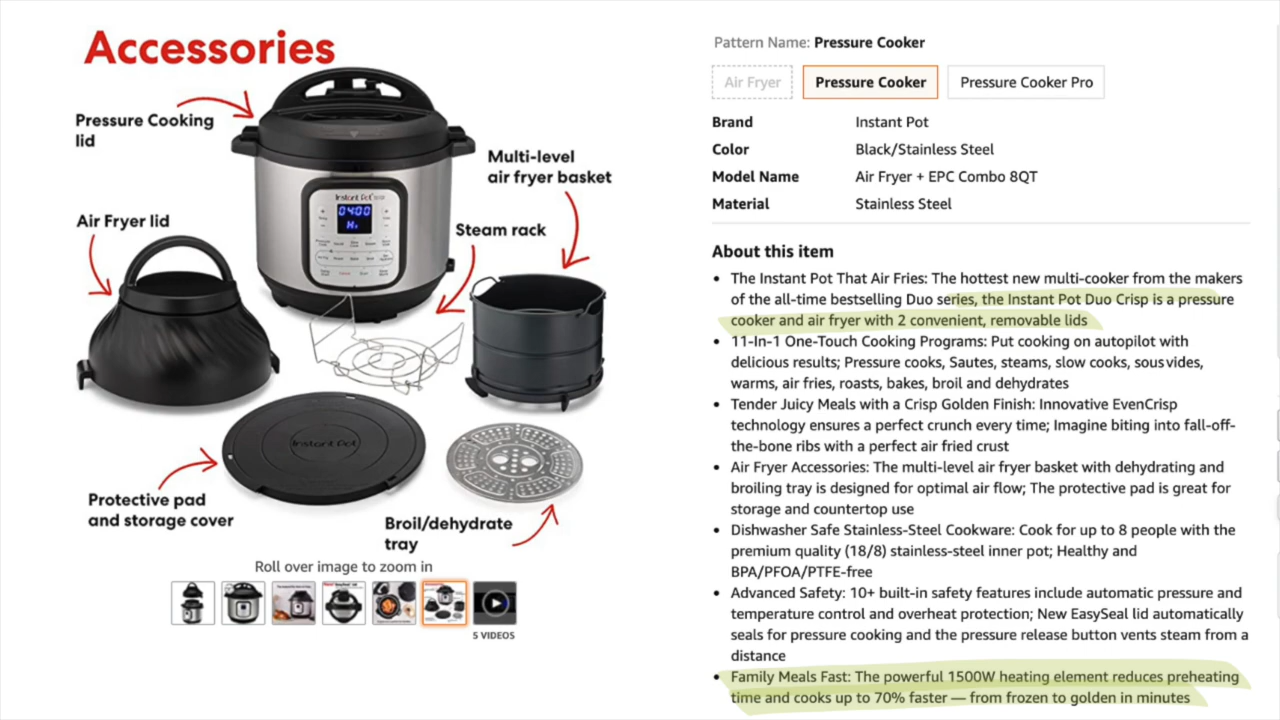 Accessories
Pressure Cooking
lid
Multi-level
air fryer basket
Air Fryer lid
Steam rack
Instant Pot
04:00
Hi
Instant Pot
Protective pad
and storage cover
Broil/dehydrate
tray
Roll over image to zoom in
5 VIDEOS
Pattern Name: Pressure Cooker
Air Fryer
Pressure Cooker
Pressure Cooker Pro
Brand Instant Pot
Color Black/Stainless Steel
Model Name Air Fryer + EPC Combo 8QT
Material Stainless Steel
About this item
• The Instant Pot That Air Fries: The hottest new multi-cooker from the makers
of the all-time bestselling Duo series, the Instant Pot Duo Crisp is a pressure
cooker and air fryer with 2 convenient, removable lids
• 11-In-1 One-Touch Cooking Programs: Put cooking on autopilot with
delicious results; Pressure cooks, Sautes, steams, slow cooks, sous vides,
warms, air fries, roasts, bakes, broil and dehydrates
• Tender Juicy Meals with a Crisp Golden Finish: Innovative EvenCrisp
technology ensures a perfect crunch every time; Imagine biting into fall-off-
the-bone ribs with a perfect air fried crust
• Air Fryer Accessories: The multi-level air fryer basket with dehydrating and
broiling tray is designed for optimal air flow; The protective pad is great for
storage and countertop use
• Dishwasher Safe Stainless-Steel Cookware: Cook for up to 8 people with the
premium quality (18/8) stainless-steel inner pot; Healthy and
BPA/PFOA/PTFE-free
• Advanced Safety: 10+ built-in safety features include automatic pressure and
temperature control and overheat protection; New EasySeal lid automatically
seals for pressure cooking and the pressure release button vents steam from a
distance
• Family Meals Fast: The powerful 1500W heating element reduces preheating
time and cooks up to 70% faster — from frozen to golden in minutes